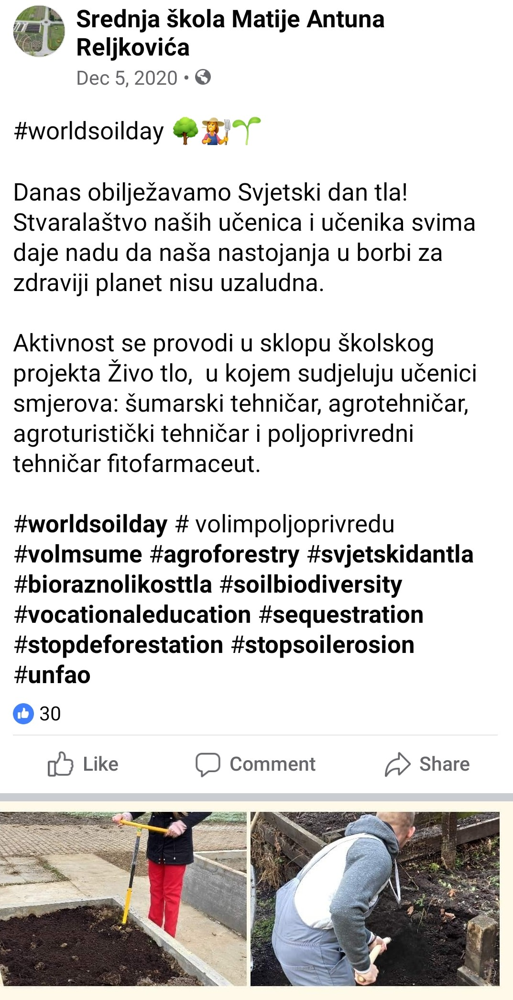 Srednja škola Matije Antuna
Reljkovića
Dec 5, 2020 •
#worldsoilday 🌳👩‍🌾🌱
Danas obilježavamo Svjetski dan tla!
Stvaralaštvo naših učenica i učenika svima
daje nadu da naša nastojanja u borbi za
zdraviji planet nisu uzaludna.
Aktivnost se provodi u sklopu školskog
projekta Živo tlo,  u kojem sudjeluju učenici
smjerova: šumarski tehničar, agrotehničar,
agroturistički tehničar i poljoprivredni
tehničar fitofarmaceut.
#worldsoilday # volimpoljoprivredu
#volmsume #agroforestry #svjetskidantla
#bioraznolikosttla #soilbiodiversity
#vocationaleducation #sequestration
#stopdeforestation #stopsoilerosion
#unfao
30
Like Comment Share